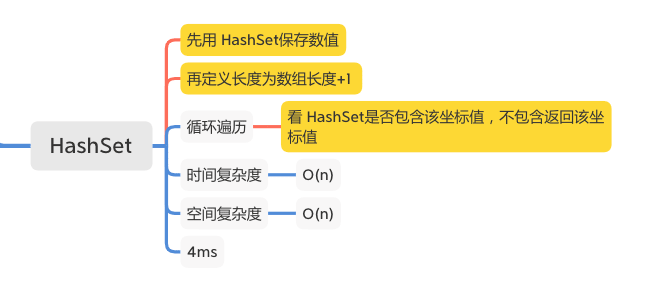 先用 HashSet保存数值
再定义长度为数组长度+1
HashSet
循环遍历
看 HashSet是否包含该坐标值，不包含返回该坐
标值
时间复杂度
O(n)
空间复杂度
O(n)
4ms